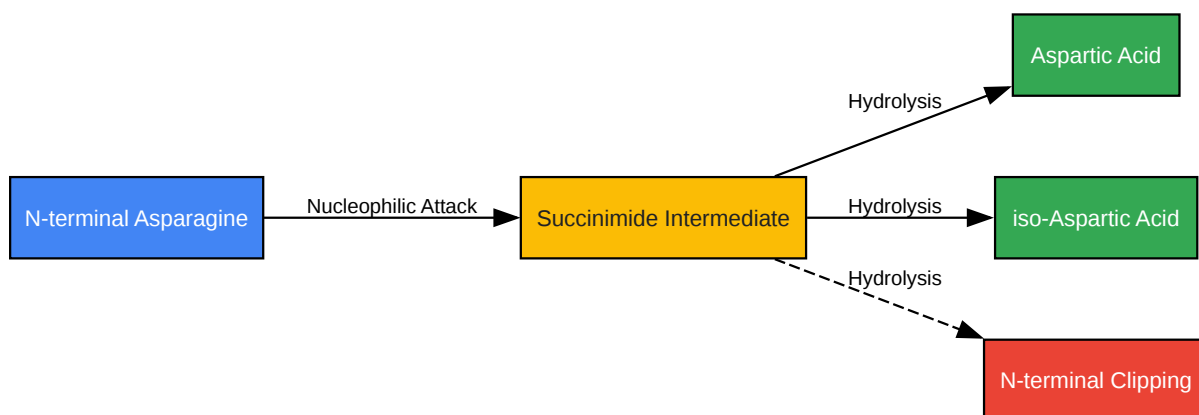 Aspartic Acid
Hydrolysis
N-terminal Asparagine
Nucleophilic Attack
Succinimide Intermediate
Hydrolysis
iso-Aspartic Acid
Hydrolysis
N-terminal Clipping